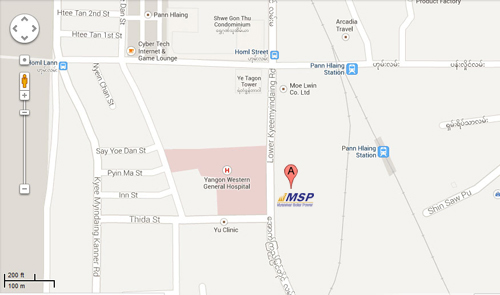 Htee Tan 2nd St
Pann Hlaing
Shwe Gon Thu
Condominium
Product Factory
Htee Tan 1st St
Cyber Tech
Internet &
Game Lounge
Arcadia
Travel
Homl Street
Homl Lann
Pann Hlaing
Station
Ye Tagon
Tower
Moe Lwin
Co. Ltd
Nyein Chan St
Lower Kyeemyindaing Rd
Say Yoe Dan St
Pann Hlaing
Station
Pyin Ma St
H
Yangon Western
General Hospital
A
Inn St
MSP
Shin Saw Pu
Thida St
Yu Clinic
Kyee Myindaing Kannar Rd
200 ft
100 m